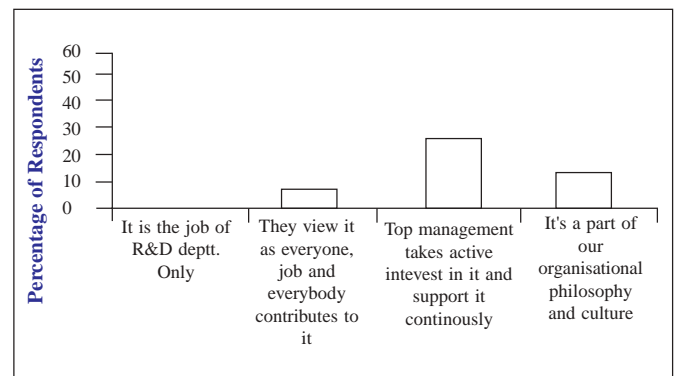 Percentage of Respondents
60
50
40
30
20
10
0
It is the job of
R&D deptt.
Only
They view it
as everyone,
job and
everybody
contributes to
it
Top management
takes active
intevest in it and
support it
continously
It's a part of
our
organisational
philosophy
and culture